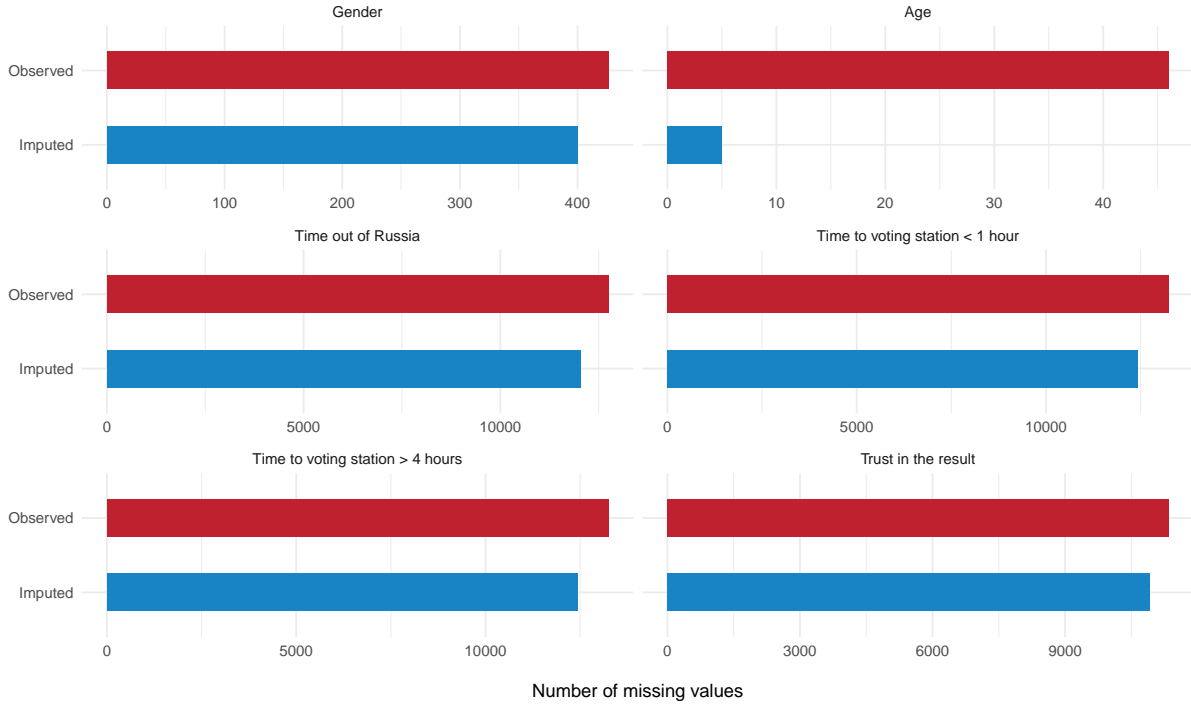 Gender Age
Observed
Imputed
0 100 200 300 400 0 10 20 30 40
Time out of Russia Time to voting station < 1 hour
Observed
Imputed
0 5000 10000 0 5000 10000
Time to voting station > 4 hours Trust in the result
Observed
Imputed
0 5000 10000 0 3000 6000 9000
Number of missing values